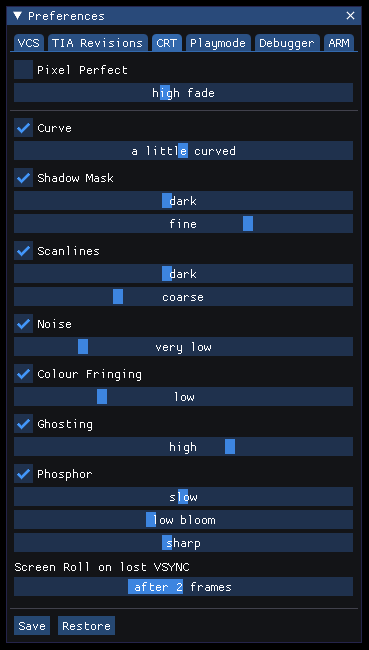 Preferences
VCS TIA Revisions CRT Playmode Debugger ARM
Pixel Perfect
high fade
Curve
a little curved
Shadow Mask
dark
fine
Scanlines
dark
coarse
Noise
very low
Colour Fringing
low
Ghosting
high
Phosphor
slow
low bloom
sharp
Screen Roll on lost VSYNC
after 2 frames
Save Restore